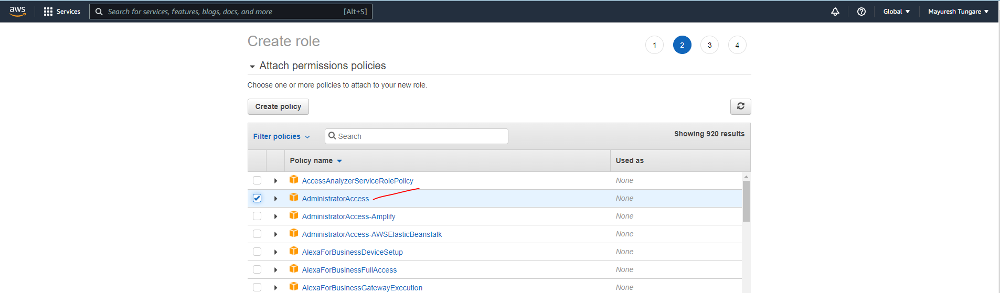 aws Services Search for services, features, blogs, docs, and more [Alt+S] Global Mayuresh Tungare
Create role 1 2 3 4
Attach permissions policies
Choose one or more policies to attach to your new role.
Create policy
Filter policies Search Showing 920 results
Policy name Used as
AccessAnalyzerServiceRolePolicy None
AdministratorAccess None
AdministratorAccess-Amplify None
AdministratorAccess-AWSElasticBeanstalk None
AlexaForBusinessDeviceSetup None
AlexaForBusinessFullAccess None
AlexaForBusinessGatewayExecution None